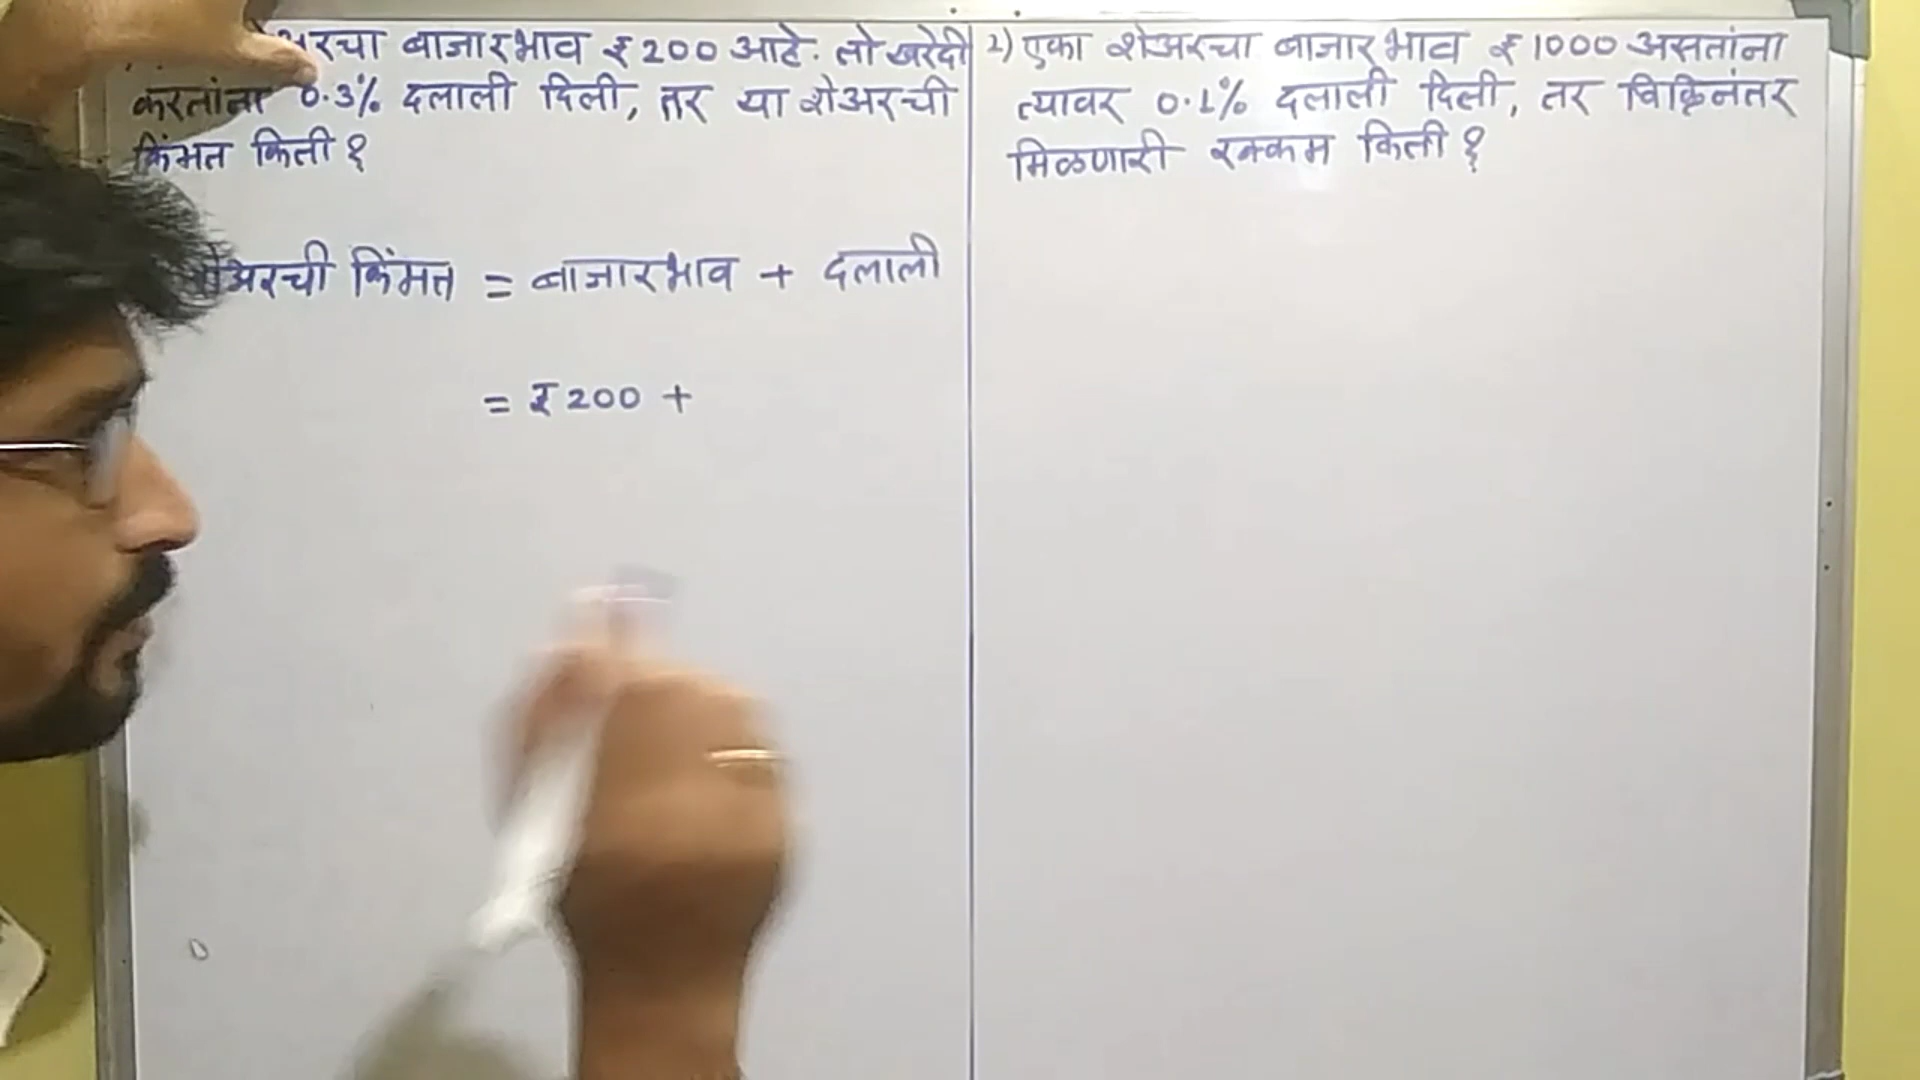 बाजारभाव ₹ 200 आहे. तो खरेदी
करतांना 0.3% दलाली दिली, तर या शेअरची
किंमत किती ?
शेअरची किंमत = बाजारभाव + दलाली
= ₹ 200 +
2) एका शेअरचा बाजारभाव ₹ 1000 असतांना
त्यावर 0.1% दलाली दिली, तर विक्रिनंतर
मिळणारी रक्कम किती ?